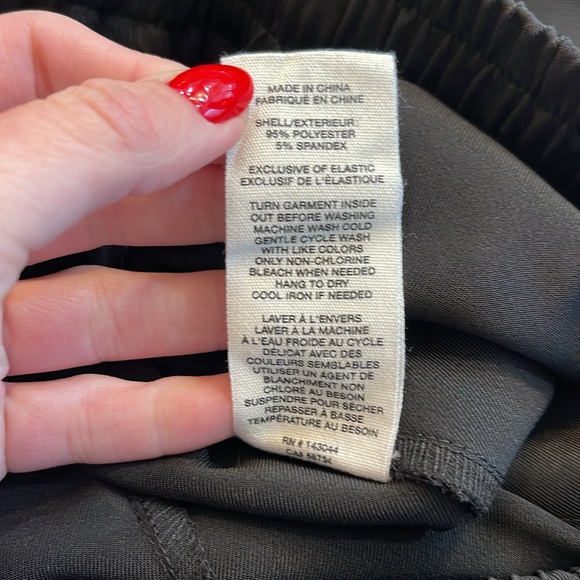 MADE IN CHINA
FABRIQUÉ EN CHINE
SHELL/EXTERIEUR
95% POLYESTER
5% SPANDEX
EXCLUSIVE OF ELASTIC
EXCLUSIF DE L'ÉLASTIQUE
TURN GARMENT INSIDE
OUT BEFORE WASHING
MACHINE WASH COLD
GENTLE CYCLE WASH
WITH LIKE COLORS
ONLY NON-CHLORINE
BLEACH WHEN NEEDED
HANG TO DRY
COOL IRON IF NEEDED
LAVER À L'ENVERS
LAVER À LA MACHINE
À L'EAU FROIDE AU CYCLE
DÉLICAT AVEC DES
COULEURS SEMBLABLES
UTILISER UN AGENT DE
BLANCHIMENT NON
CHLORÉ AU BESOIN
SUSPENDRE POUR SÉCHER
REPASSER À BASSE
TEMPÉRATURE AU BESOIN
RN # 143044
CA#